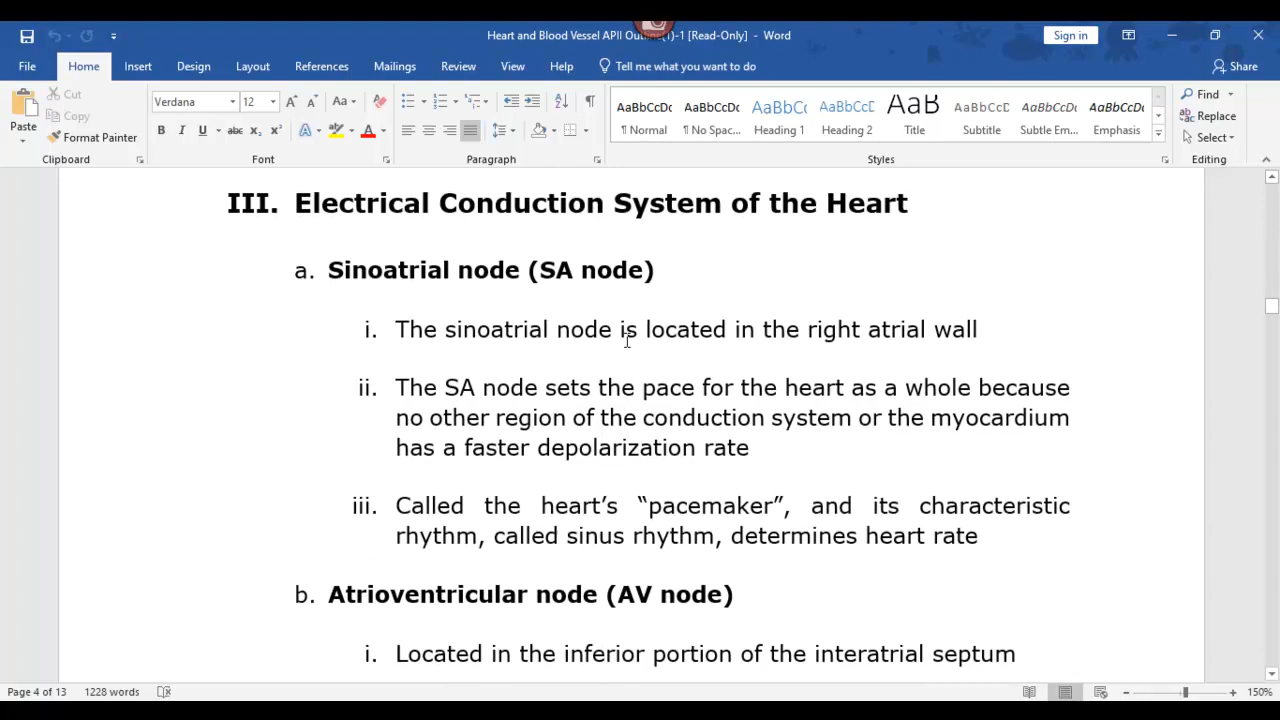 Heart and Blood Vessel APII Outline(1)-1 [Read-Only] - Word
Sign in
File Home Insert Design Layout References Mailings Review View Help Tell me what you want to do Share
Paste
Cut
Copy
Format Painter
Clipboard
Verdana 12
Font
Paragraph
AaBbCcDc AaBbCcDc AaBbCc AaBbCcD AaB AaBbCcD AaBbCcDt AaBbCcDt
¶ Normal ¶ No Spac... Heading 1 Heading 2 Title Subtitle Subtle Em... Emphasis
Styles
Find
Replace
Select
Editing
III. Electrical Conduction System of the Heart
a. Sinoatrial node (SA node)
i. The sinoatrial node is located in the right atrial wall
ii. The SA node sets the pace for the heart as a whole because
no other region of the conduction system or the myocardium
has a faster depolarization rate
iii. Called the heart’s “pacemaker”, and its characteristic
rhythm, called sinus rhythm, determines heart rate
b. Atrioventricular node (AV node)
i. Located in the inferior portion of the interatrial septum
Page 4 of 13 1228 words 150%